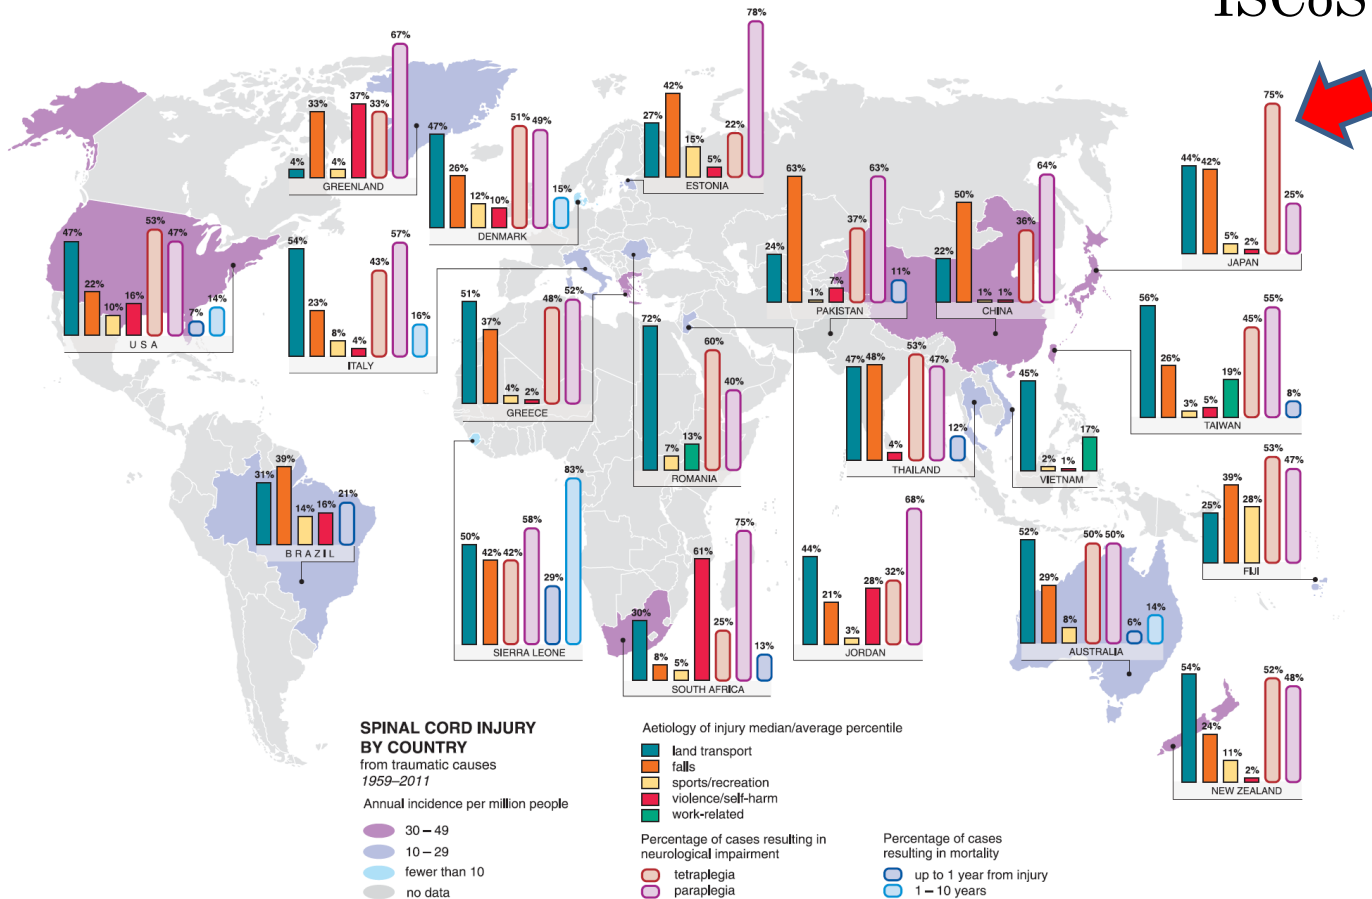 ISCoS
67%
33%
37%
33%
4%
4%
GREENLAND
47%
26%
12%
10%
51%
49%
15%
DENMARK
27%
42%
15%
5%
22%
78%
ESTONIA
44%
42%
5%
2%
75%
25%
JAPAN
47%
22%
10%
16%
53%
47%
7%
14%
U S A
54%
23%
8%
4%
43%
57%
16%
ITALY
51%
37%
4%
2%
48%
52%
GREECE
72%
7%
13%
60%
40%
ROMANIA
24%
63%
1%
7%
37%
63%
11%
PAKISTAN
22%
50%
1%
1%
36%
64%
CHINA
47%
48%
4%
53%
47%
12%
THAILAND
45%
2%
1%
17%
VIETNAM
56%
26%
3%
5%
19%
45%
55%
8%
TAIWAN
31%
39%
14%
16%
21%
B R A Z I L
50%
42%
42%
58%
29%
83%
SIERRA LEONE
30%
8%
5%
61%
25%
75%
13%
SOUTH AFRICA
44%
21%
3%
28%
32%
68%
JORDAN
52%
29%
8%
50%
50%
6%
14%
AUSTRALIA
25%
39%
28%
53%
47%
FIJI
54%
24%
11%
2%
52%
48%
NEW ZEALAND
SPINAL CORD INJURY
BY COUNTRY
from traumatic causes
1959–2011
Annual incidence per million people
30 – 49
10 – 29
fewer than 10
no data
Aetiology of injury median/average percentile
land transport
falls
sports/recreation
violence/self-harm
work-related
Percentage of cases resulting in
neurological impairment
tetraplegia
paraplegia
Percentage of cases
resulting in mortality
up to 1 year from injury
1 – 10 years